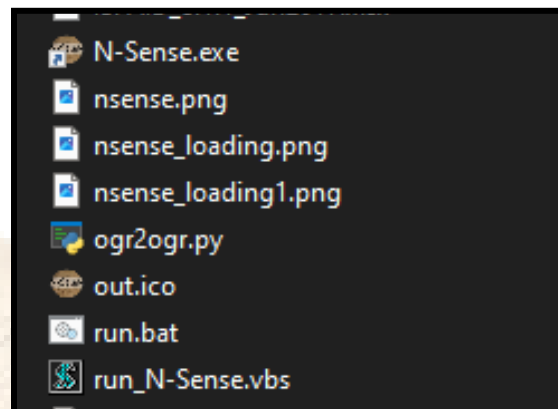 N-Sense.exe
nsense.png
nsense_loading.png
nsense_loading1.png
ogr2ogr.py
out.ico
run.bat
run_N-Sense.vbs